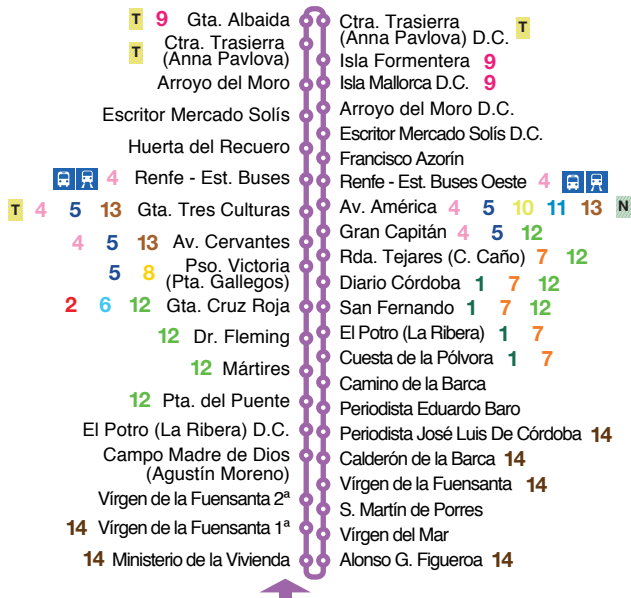 T 9 Gta. Albaida
T Ctra. Trasierra
(Anna Pavlova)
Arroyo del Moro
Escritor Mercado Solís
Huerta del Recuero
4 Renfe - Est. Buses
T 4 5 13 Gta. Tres Culturas
4 5 13 Av. Cervantes
5 8 Pso. Victoria
(Pta. Gallegos)
2 6 12 Gta. Cruz Roja
12 Dr. Fleming
12 Mártires
12 Pta. del Puente
El Potro (La Ribera) D.C.
Campo Madre de Dios
(Agustín Moreno)
Vírgen de la Fuensanta 2ª
14 Vírgen de la Fuensanta 1ª
14 Ministerio de la Vivienda
Ctra. Trasierra
(Anna Pavlova) D.C. T
Isla Formentera 9
Isla Mallorca D.C. 9
Arroyo del Moro D.C.
Escritor Mercado Solís D.C.
Francisco Azorín
Renfe - Est. Buses Oeste 4
Av. América 4 5 10 11 13 N
Gran Capitán 4 5 12
Rda. Tejares (C. Caño) 7 12
Diario Córdoba 1 7 12
San Fernando 1 7 12
El Potro (La Ribera) 1 7
Cuesta de la Pólvora 1 7
Camino de la Barca
Periodista Eduardo Baro
Periodista José Luis De Córdoba 14
Calderón de la Barca 14
Vírgen de la Fuensanta 14
S. Martín de Porres
Vírgen del Mar
Alonso G. Figueroa 14